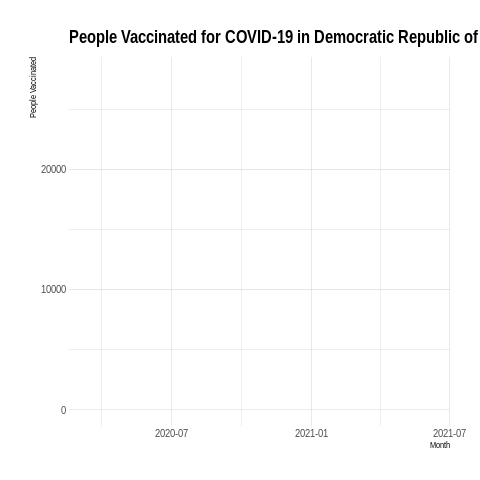 People Vaccinated for COVID-19 in Democratic Republic of
People Vaccinated
20000
10000
0
2020-07 2021-01 2021-07
Month